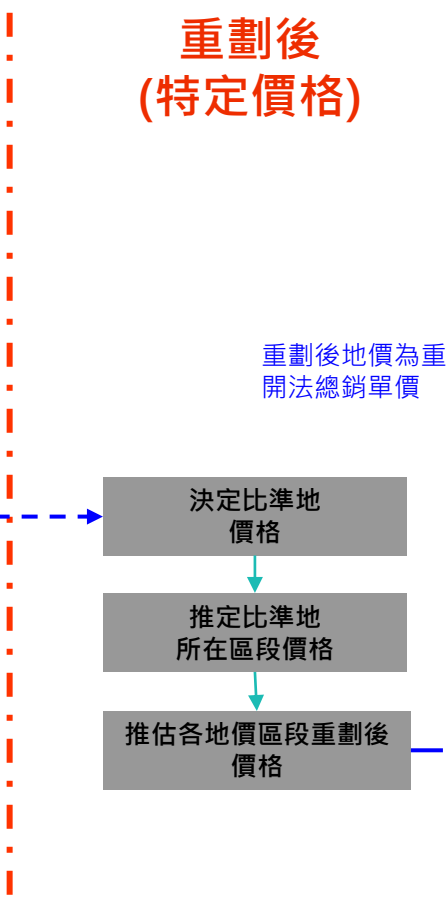 重劃後
(特定價格)
重劃後地價為重
開法總銷單價
決定比準地
價格
推定比準地
所在區段價格
推估各地價區段重劃後
價格